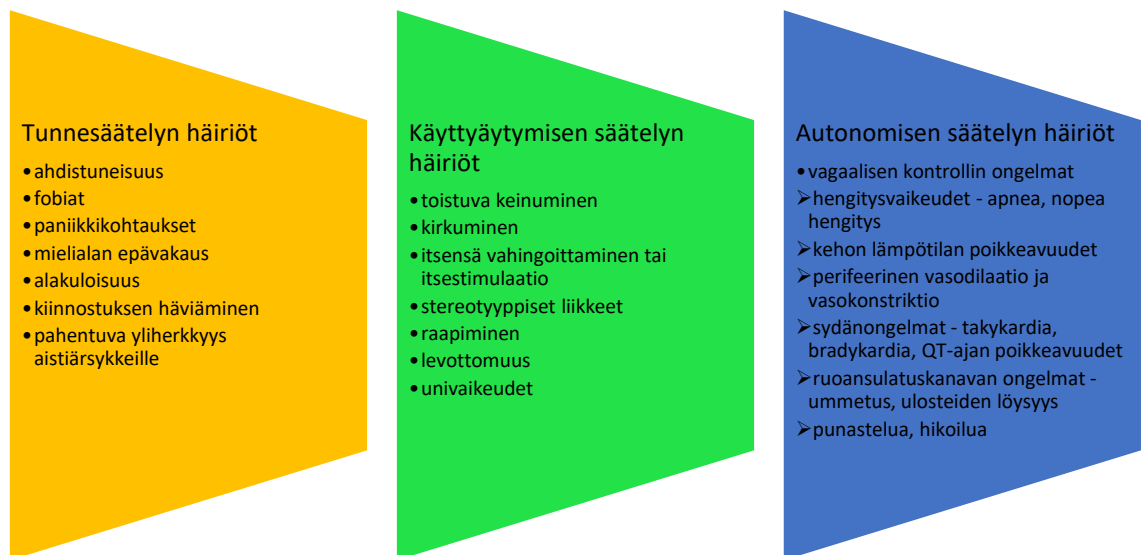 Tunnesäätelyn häiriöt
•ahdistuneisuus
•fobiat
•paniikkikohtaukset
•mielialan epävakaus
•alakuloisuus
•kiinnostuksen häviäminen
•pahentuva yliherkkyys
aistiärsykkeille
Käyttyäytymisen säätelyn
häiriöt
•toistuva keinuminen
•kirkuminen
•itsensä vahingoittaminen tai
itsestimulaatio
•stereotyyppiset liikkeet
•raapiminen
•levottomuus
•univaikeudet
Autonomisen säätelyn häiriöt
•vagaalisen kontrollin ongelmat
➢hengitysvaikeudet - apnea, nopea
hengitys
➢kehon lämpötilan poikkeavuudet
➢perifeerinen vasodilaatio ja
vasokonstriktio
➢sydänongelmat - takykardia,
bradykardia, QT-ajan poikkeavuudet
➢ruoansulatuskanavan ongelmat -
ummetus, ulosteiden löysyys
➢punastelua, hikoilua